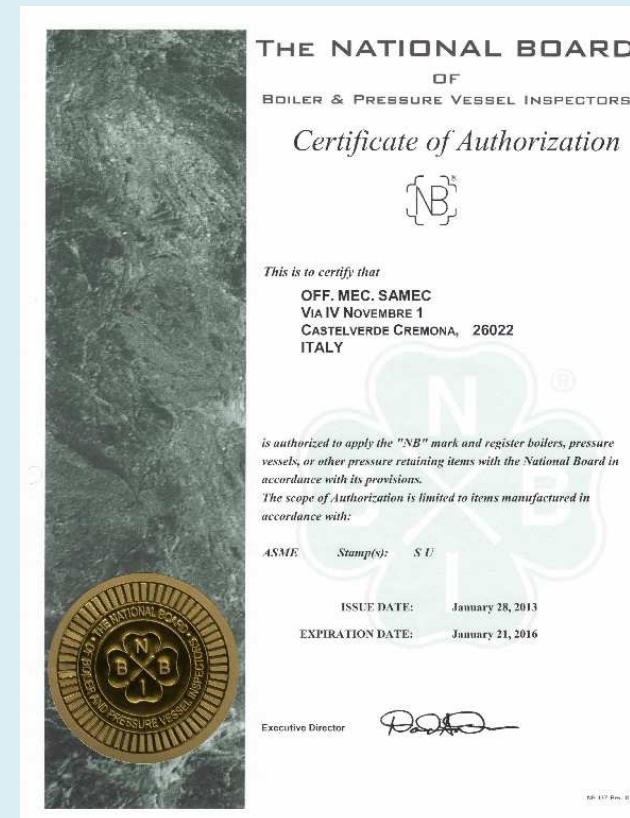 THE NATIONAL BOARD
OF
BOILER & PRESSURE VESSEL INSPECTORS
Certificate of Authorization
NB®
This is to certify that
OFF. MEC. SAMEC
VIA IV NOVEMBRE 1
CASTELVERDE CREMONA, 26022
ITALY
is authorized to apply the "NB" mark and register boilers, pressure
vessels, or other pressure retaining items with the National Board in
accordance with its provisions.
The scope of Authorization is limited to items manufactured in
accordance with:
ASME Stamp(s): S U
ISSUE DATE: January 28, 2013
EXPIRATION DATE: January 21, 2016
Executive Director
THE NATIONAL BOARD
OF BOILER AND PRESSURE VESSEL INSPECTORS
N B B I
N B B I ®